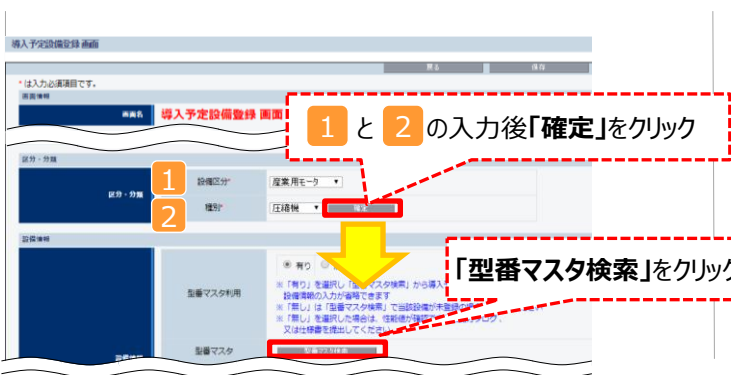 導入予定設備登録 画面
戻る 保存
* は入力必須項目です。
画面情報
画面名 導入予定設備登録 画面
1 と 2 の入力後「確定」をクリック
区分・分類
区分・分類 1 設備区分* 産業用モータ
2 種別* 圧縮機 確定
設備情報
有り
「型番マスタ検索」をクリック
型番マスタ利用
※「有り」を選択し「型番マスタ検索」から導入
設備情報の入力が省略できます
※「無し」は「型番マスタ検索」で当該設備が未登録の
※「無し」を選択した場合は、性能値が確認
又は仕様書を提出してください
型番マスタ 型番マスタ検索
設備情報